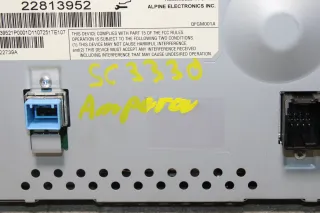 22813952
ALPINE ELECTRONICS INC.
THIS DEVICE COMPLIES WITH PART 15 OF THE FCC RULES
OPERATION IS SUBJECT TO THE FOLLOWING TWO CONDITIONS
(1) THIS DEVICE MAY NOT CAUSE HARMFUL INTERFERENCE,
and(2) THIS DEVICE MUST ACCEPT ANY INTERFERENCE
RECEIVED, INCLUDING INTERFERENCE THAT MAY CAUSE
UNDESIRED OPERATION.
SC 3330